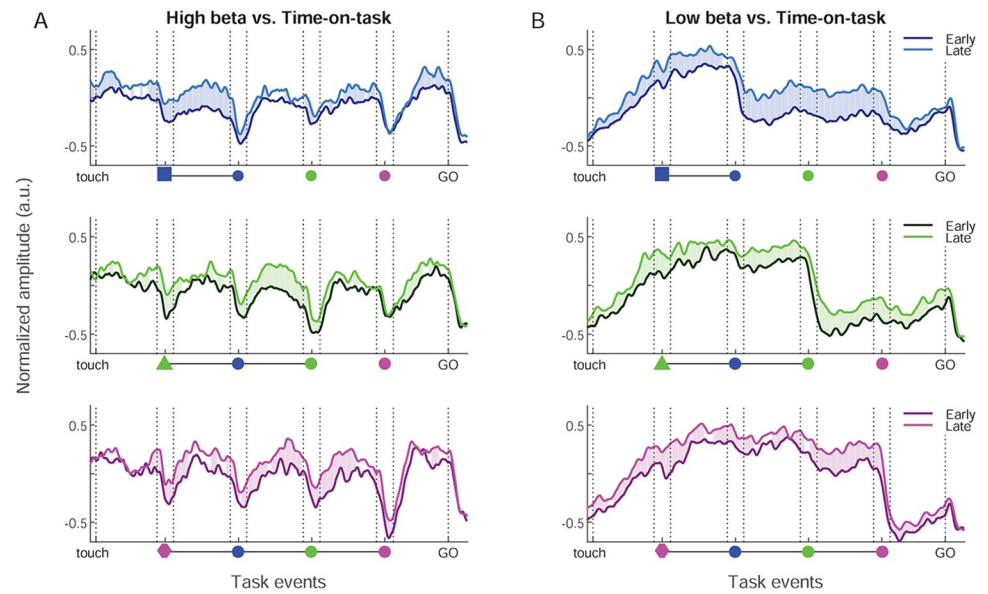 A
High beta vs. Time-on-task
B
Low beta vs. Time-on-task
Normalized amplitude (a.u.)
0.5
-0.5
touch
GO
0.5
-0.5
Early
Late
touch
GO
0.5
-0.5
touch
GO
0.5
-0.5
Early
Late
touch
GO
0.5
-0.5
touch
GO
0.5
-0.5
Early
Late
touch
GO
Task events
Task events